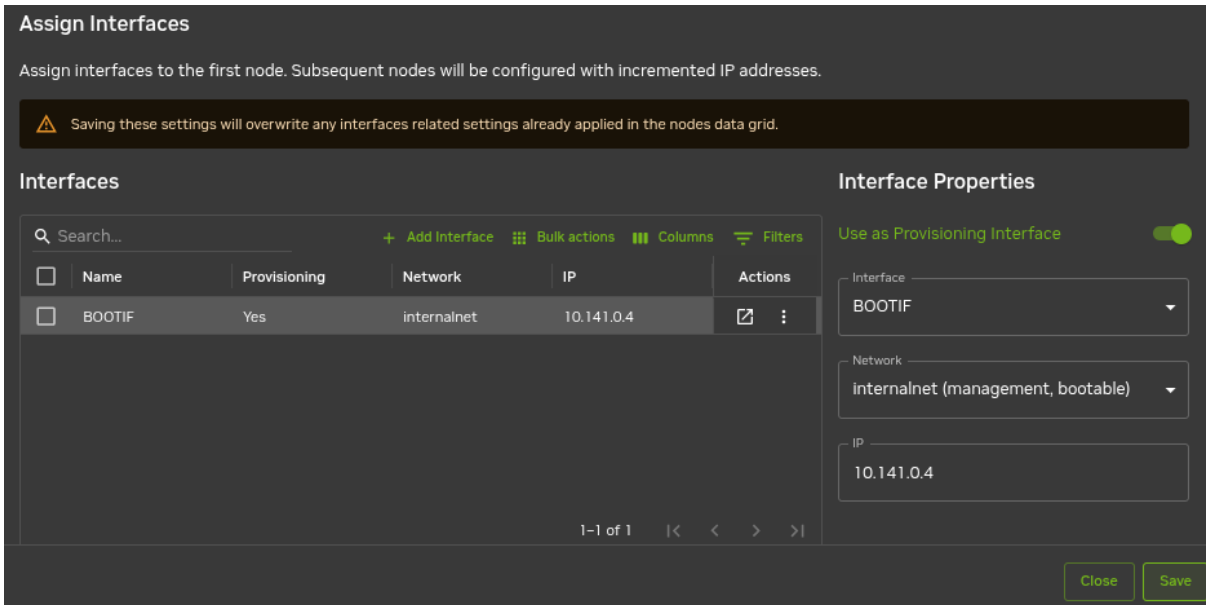 Assign Interfaces
Assign interfaces to the first node. Subsequent nodes will be configured with incremented IP addresses.
Saving these settings will overwrite any interfaces related settings already applied in the nodes data grid.
Interfaces
Search...
Add Interface
Bulk actions
Columns
Filters
Name Provisioning Network IP Actions
BOOTIF Yes internalnet 10.141.0.4
1–1 of 1
Interface Properties
Use as Provisioning Interface
Interface
BOOTIF
Network
internalnet (management, bootable)
IP
10.141.0.4
Close
Save